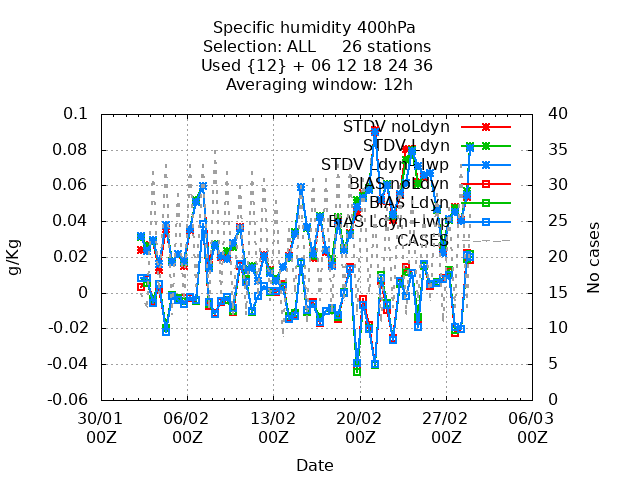 Specific humidity 400hPa
Selection: ALL 26 stations
Used {12} + 06 12 18 24 36
Averaging window: 12h
0.1 40
STDV noLdyn
0.08 35
STDV Ldyn
STDV Ldyn+lwp
0.06 30
BIAS noLdyn
BIAS Ldyn
0.04 25
BIAS Ldyn+lwp
CASES
0.02 20
0 15
-0.02 10
-0.04 5
-0.06 0
g/Kg
No cases
30/01 06/02 13/02 20/02 27/02 06/03
00Z 00Z 00Z 00Z 00Z 00Z
Date